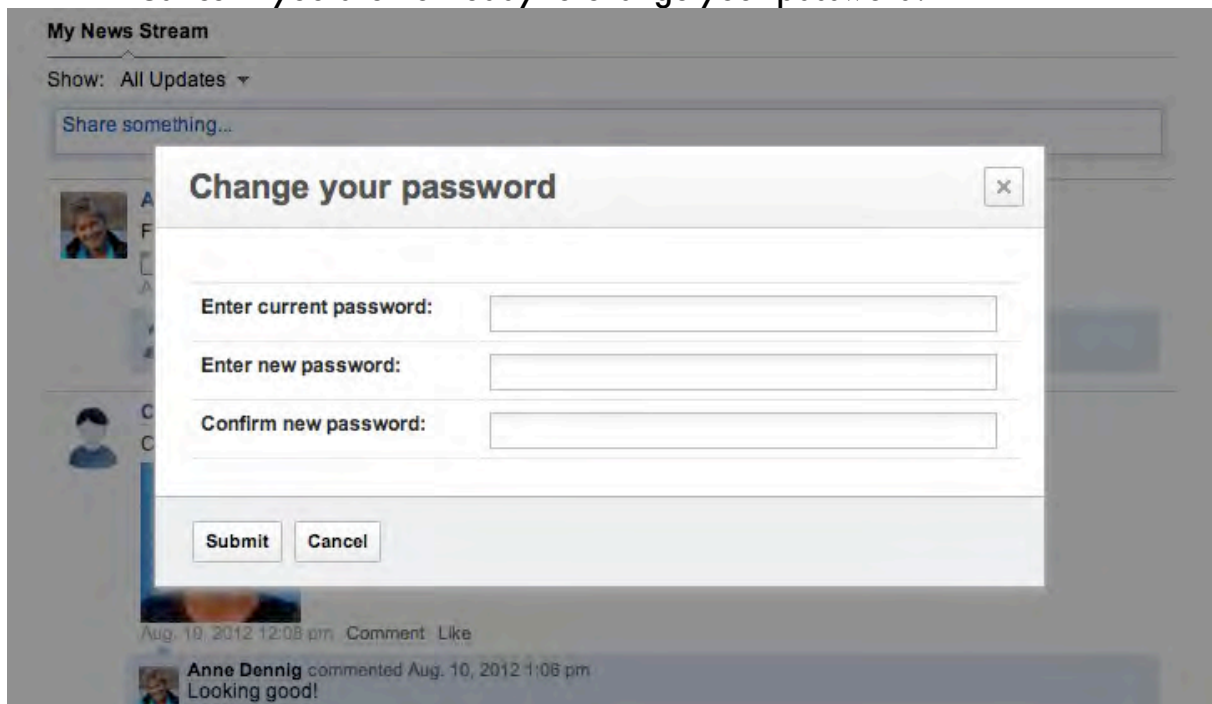 My News Stream
Show: All Updates
Share something...
Change your password
A
F
A
Enter current password:
Enter new password:
C
Confirm new password:
C
Submit Cancel
Aug. 10, 2012 12:08 pm Comment Like
Anne Dennig commented Aug. 10, 2012 1:06 pm
Looking good!